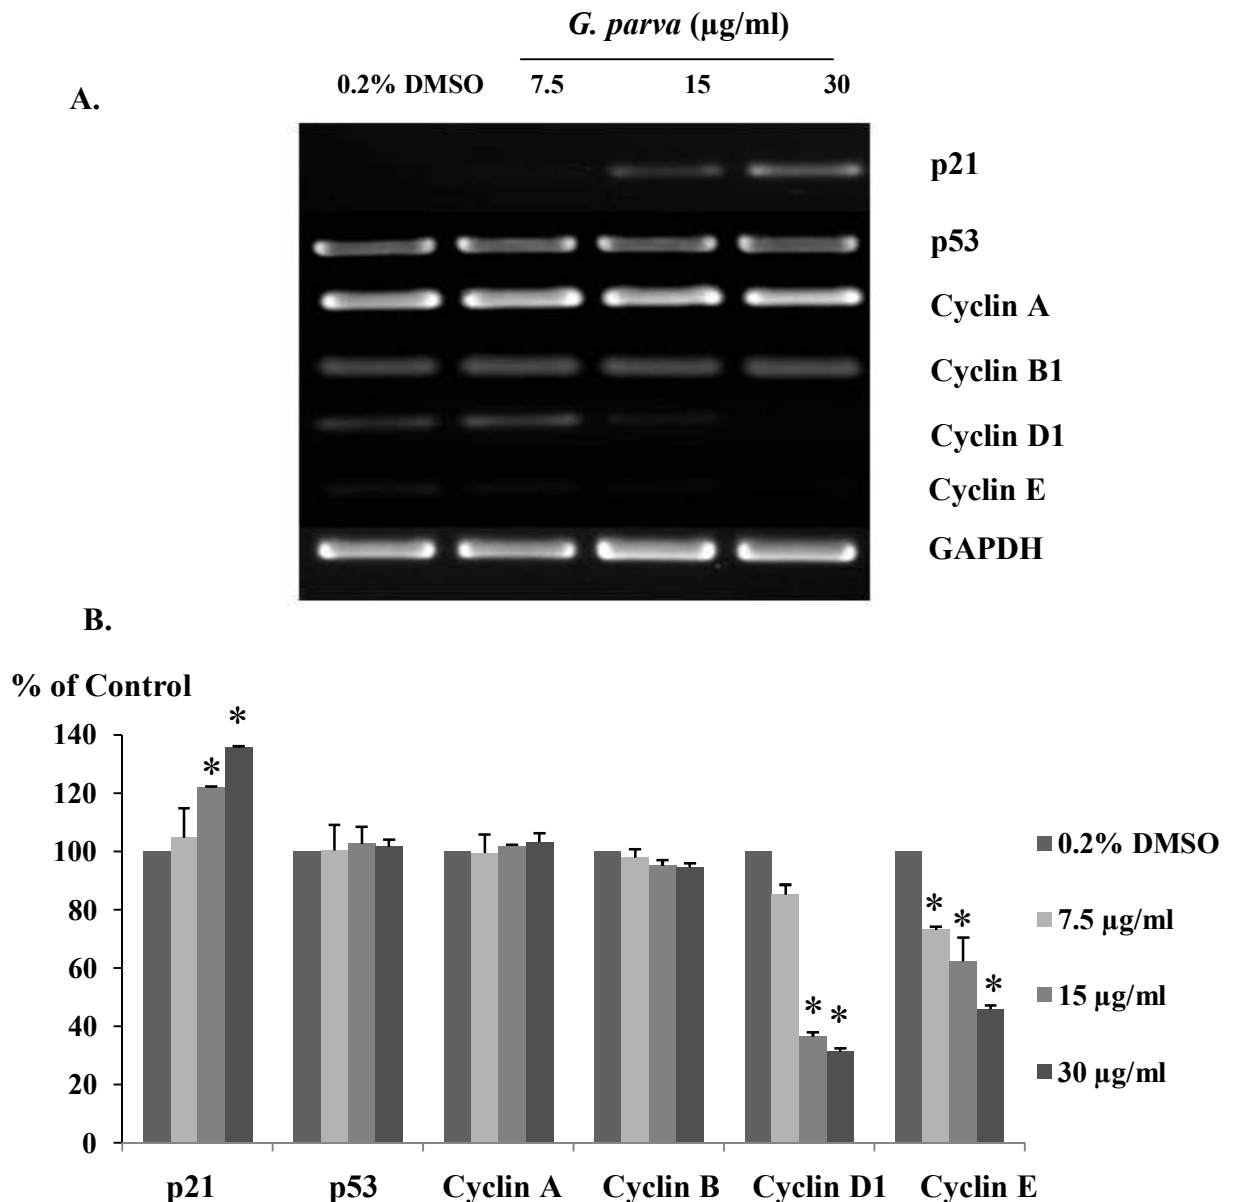 G. parva (µg/ml)
A.
0.2% DMSO 7.5 15 30
p21
p53
Cyclin A
Cyclin B1
Cyclin D1
Cyclin E
GAPDH
B.
% of Control
140
120
100
80
60
40
20
0
* *
* *
* * *
p21 p53 Cyclin A Cyclin B Cyclin D1 Cyclin E
0.2% DMSO
7.5 µg/ml
15 µg/ml
30 µg/ml